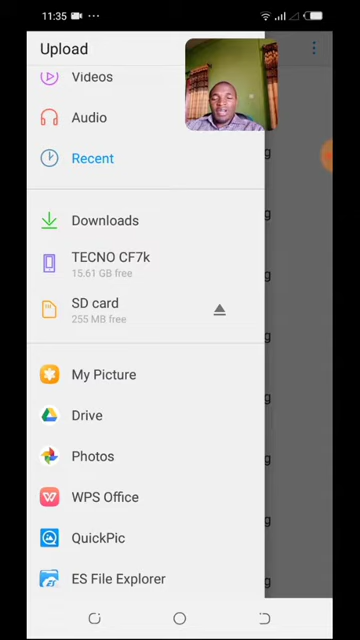 11:35
Upload
Videos
Audio
Recent
Downloads
TECNO CF7k
15.61 GB free
SD card
255 MB free
My Picture
Drive
Photos
WPS Office
QuickPic
ES File Explorer